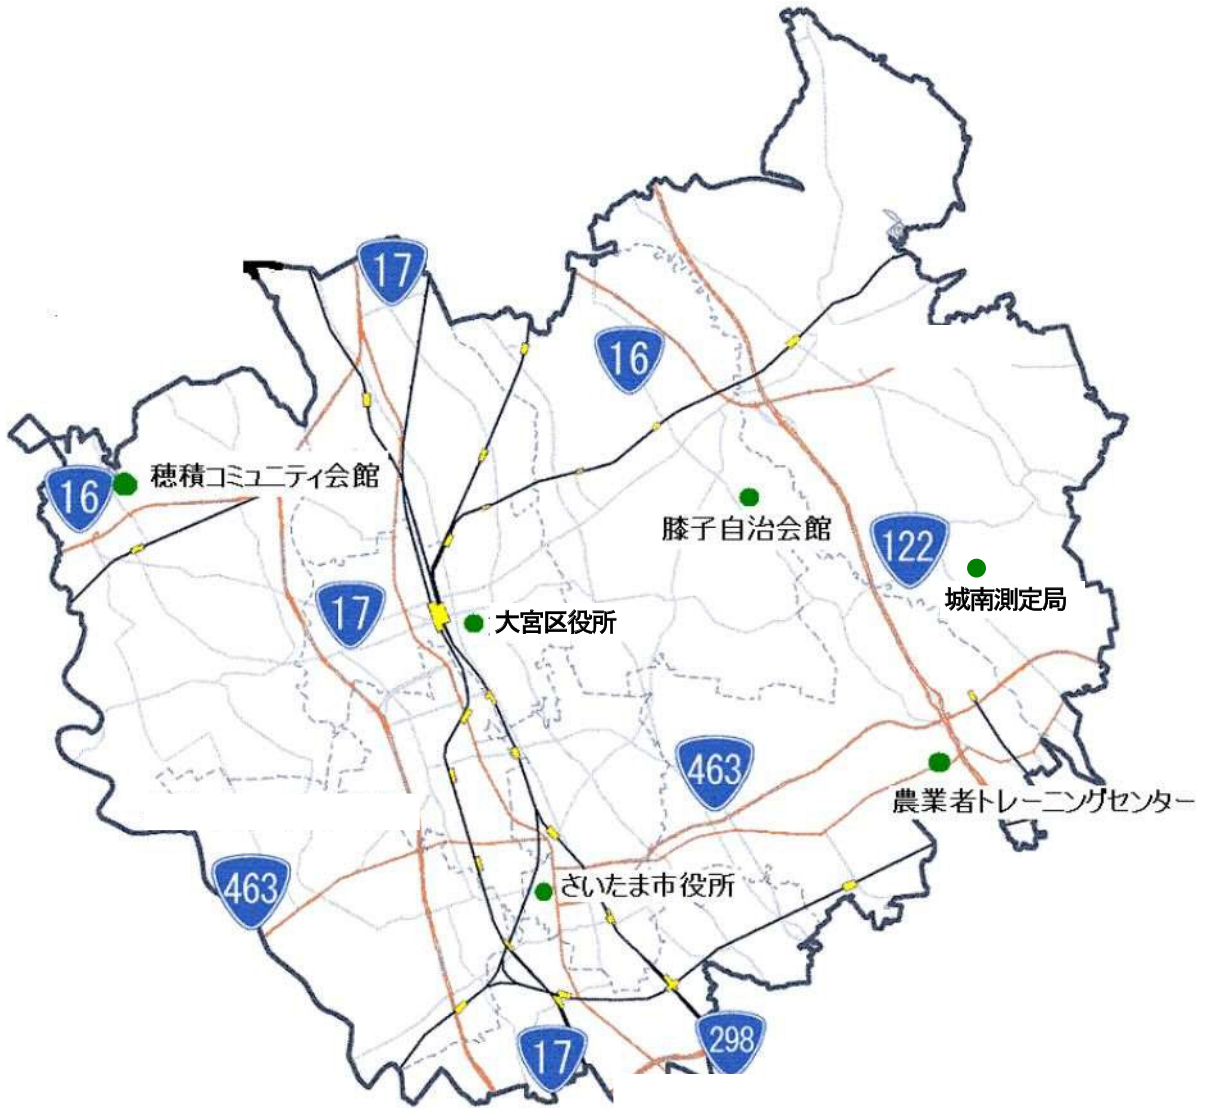 17
16
穂積コミュニティ会館
16
膝子自治会館
122
城南測定局
17
大宮区役所
463
農業者トレーニングセンター
463
さいたま市役所
17
298